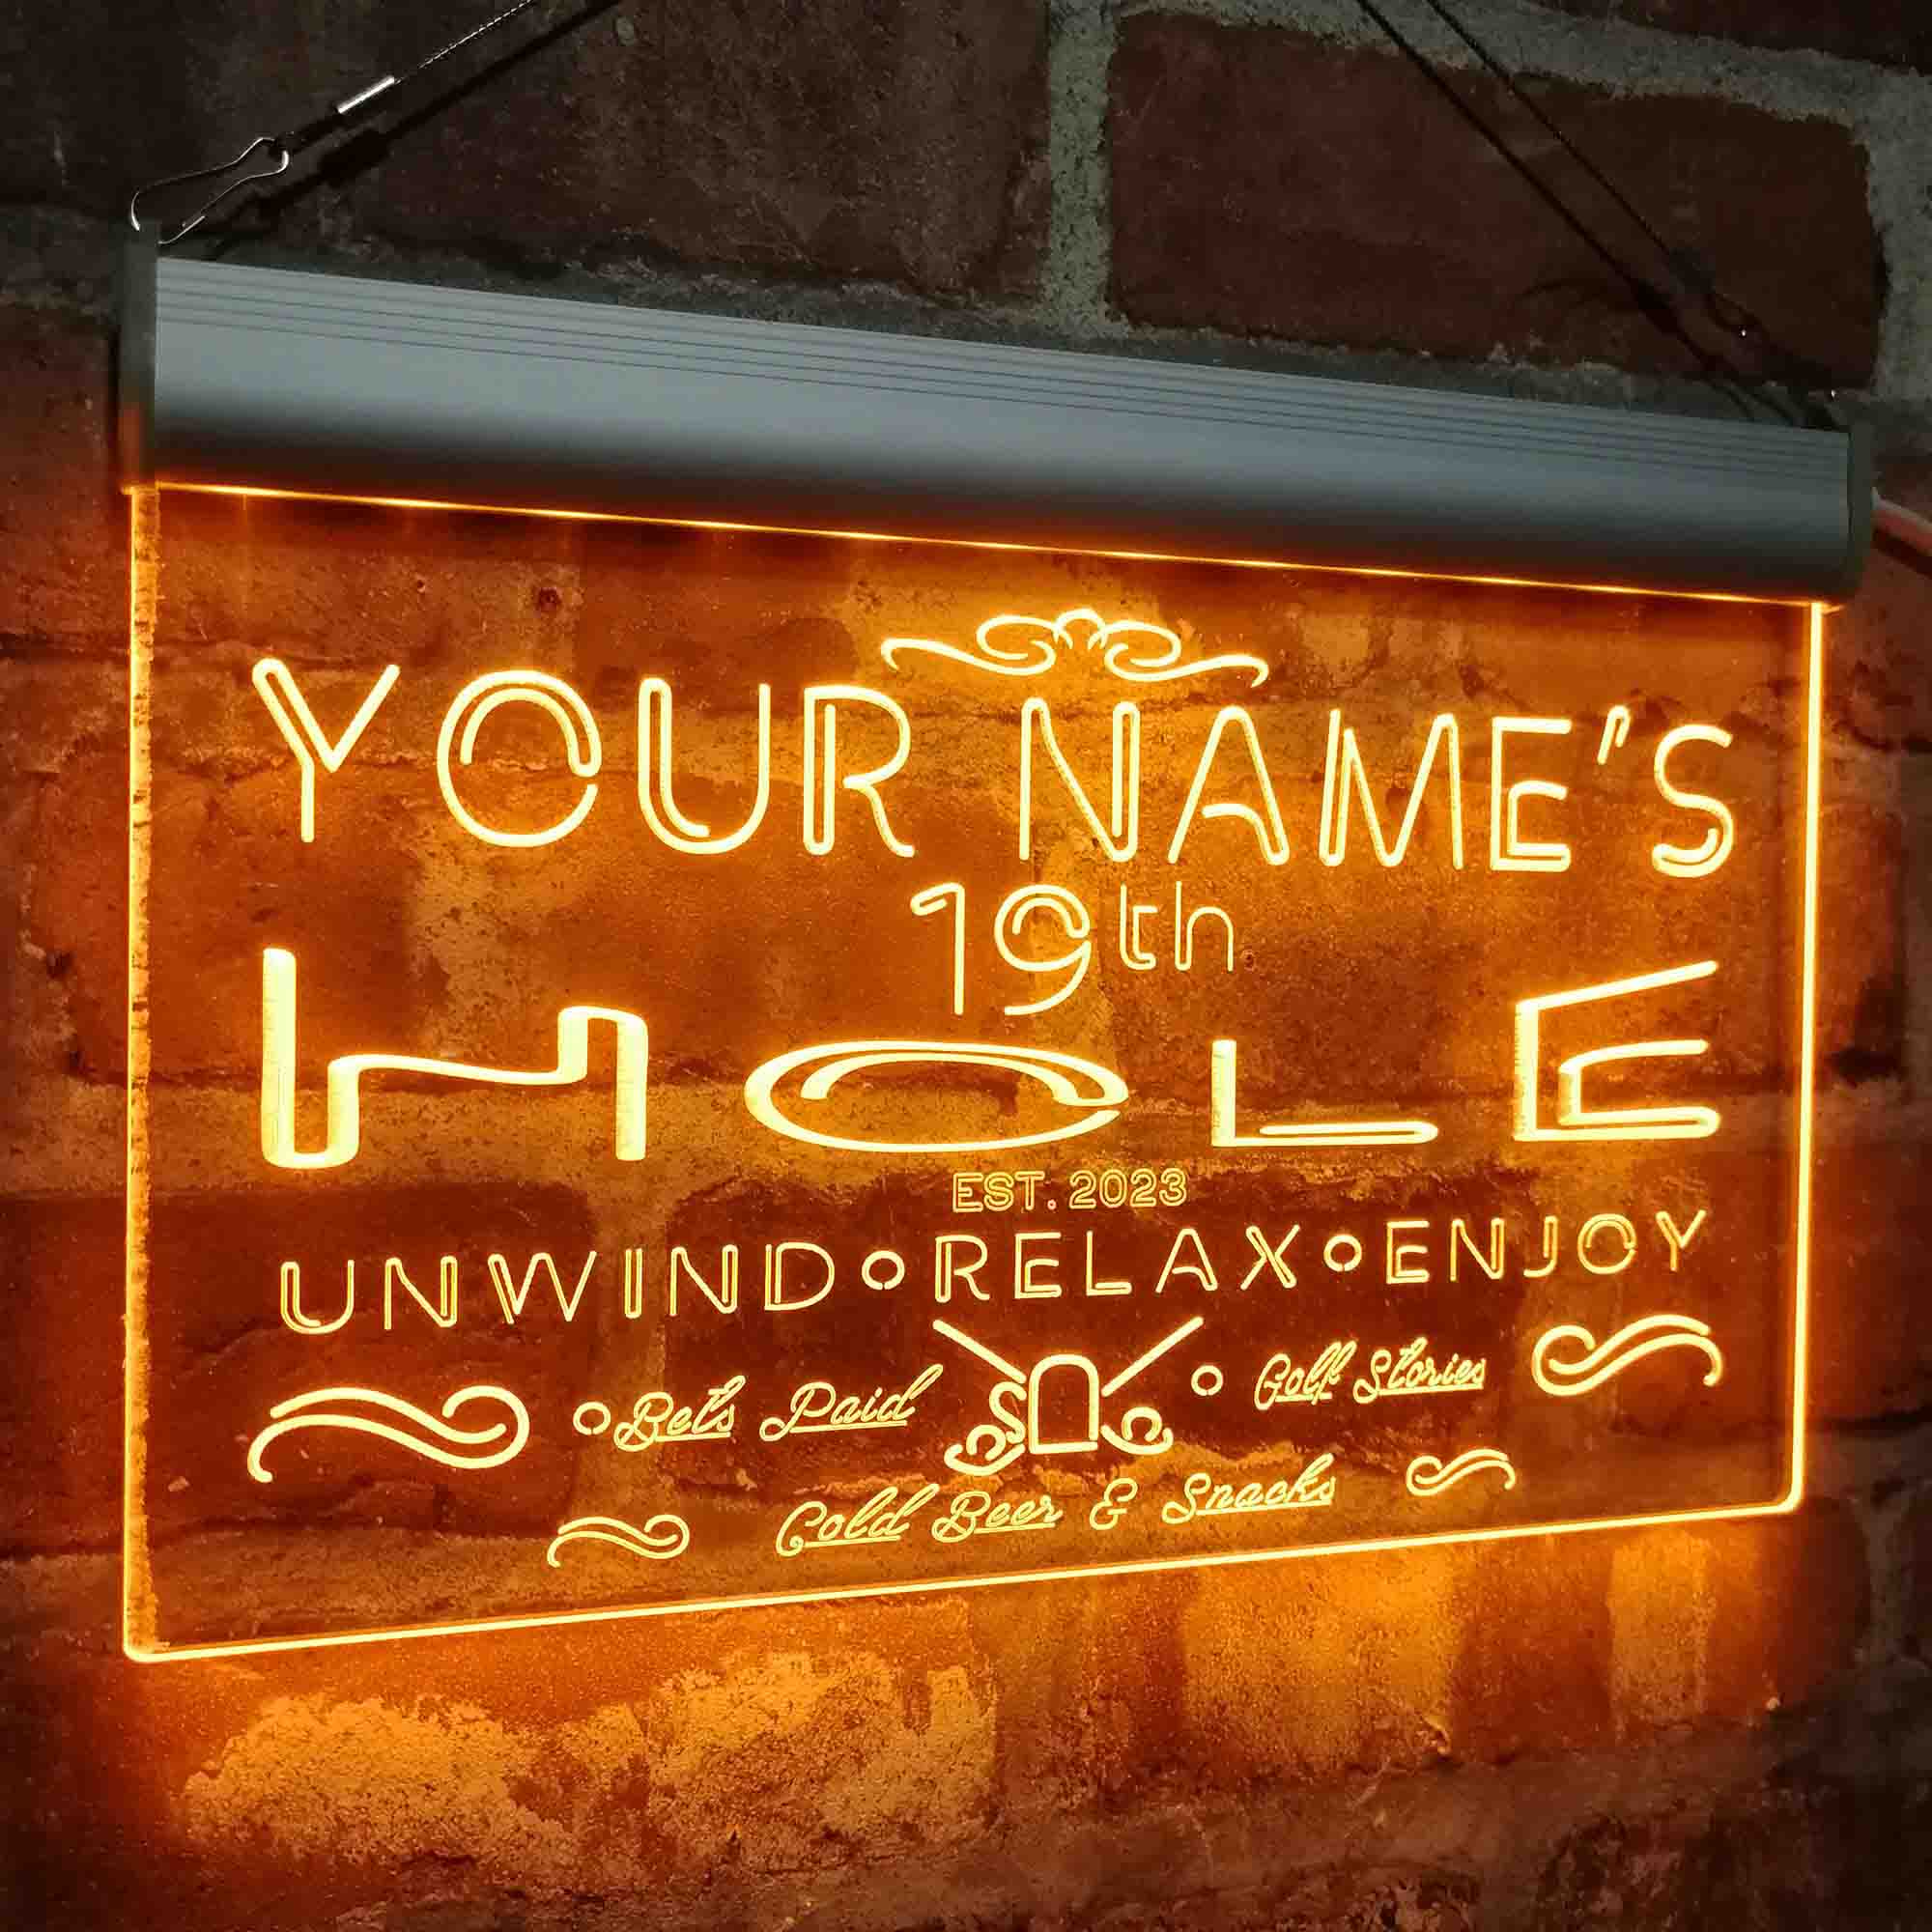 YOUR NAME'S
19th
HOLE
EST. 2023
UNWIND RELAX ENJOY
Bets Paid Golf Stories
Cold Beer & Snacks